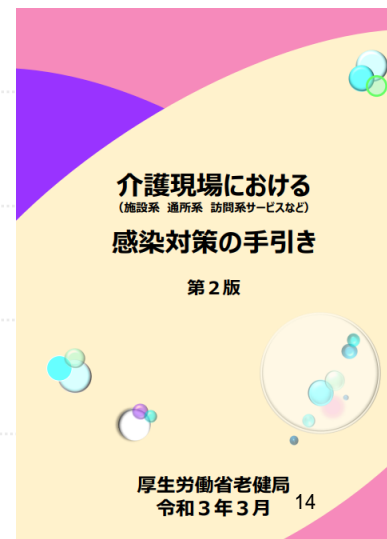 介護現場における
(施設系 通所系 訪問系サービスなど)
感染対策の手引き
第2版
厚生労働省老健局
令和3年3月
14